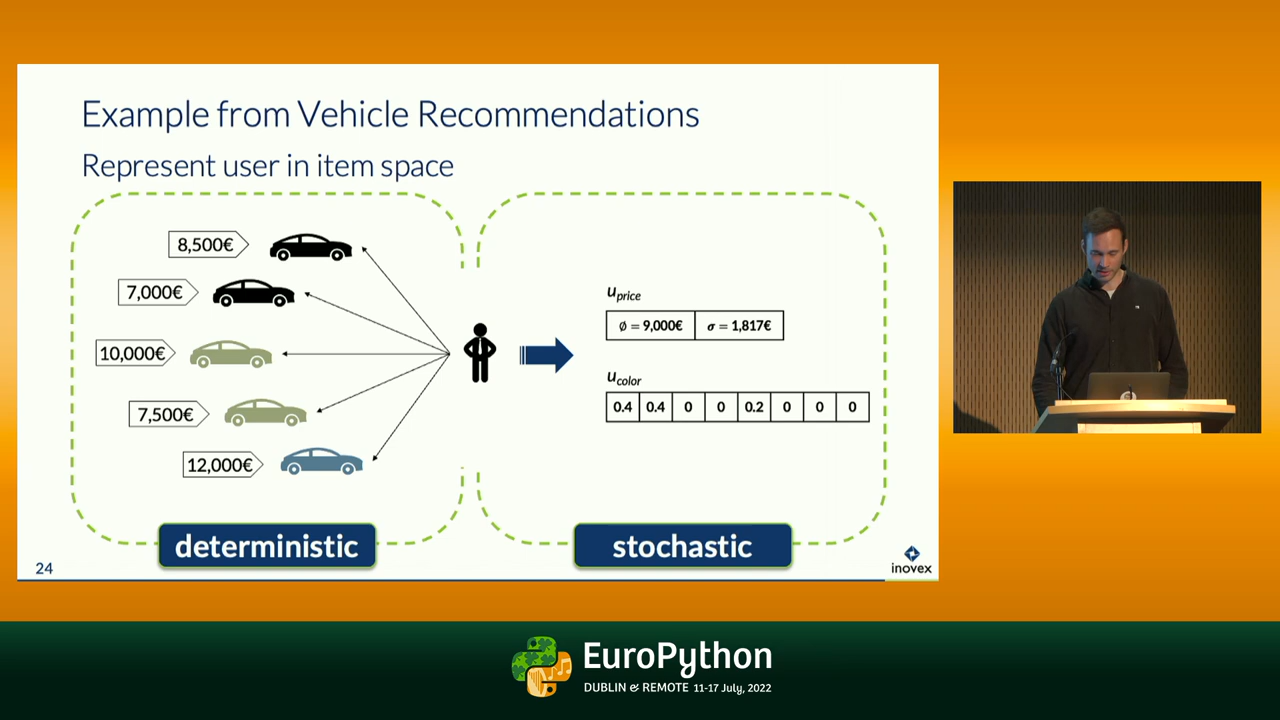 Example from Vehicle Recommendations
Represent user in item space
8,500€
7,000€
10,000€
7,500€
12,000€
deterministic
u price
∅ = 9,000€ σ = 1,817€
u color
0.4 0.4 0 0 0.2 0 0 0
stochastic
24
inovex
EuroPython
DUBLIN & REMOTE 11-17 July, 2022